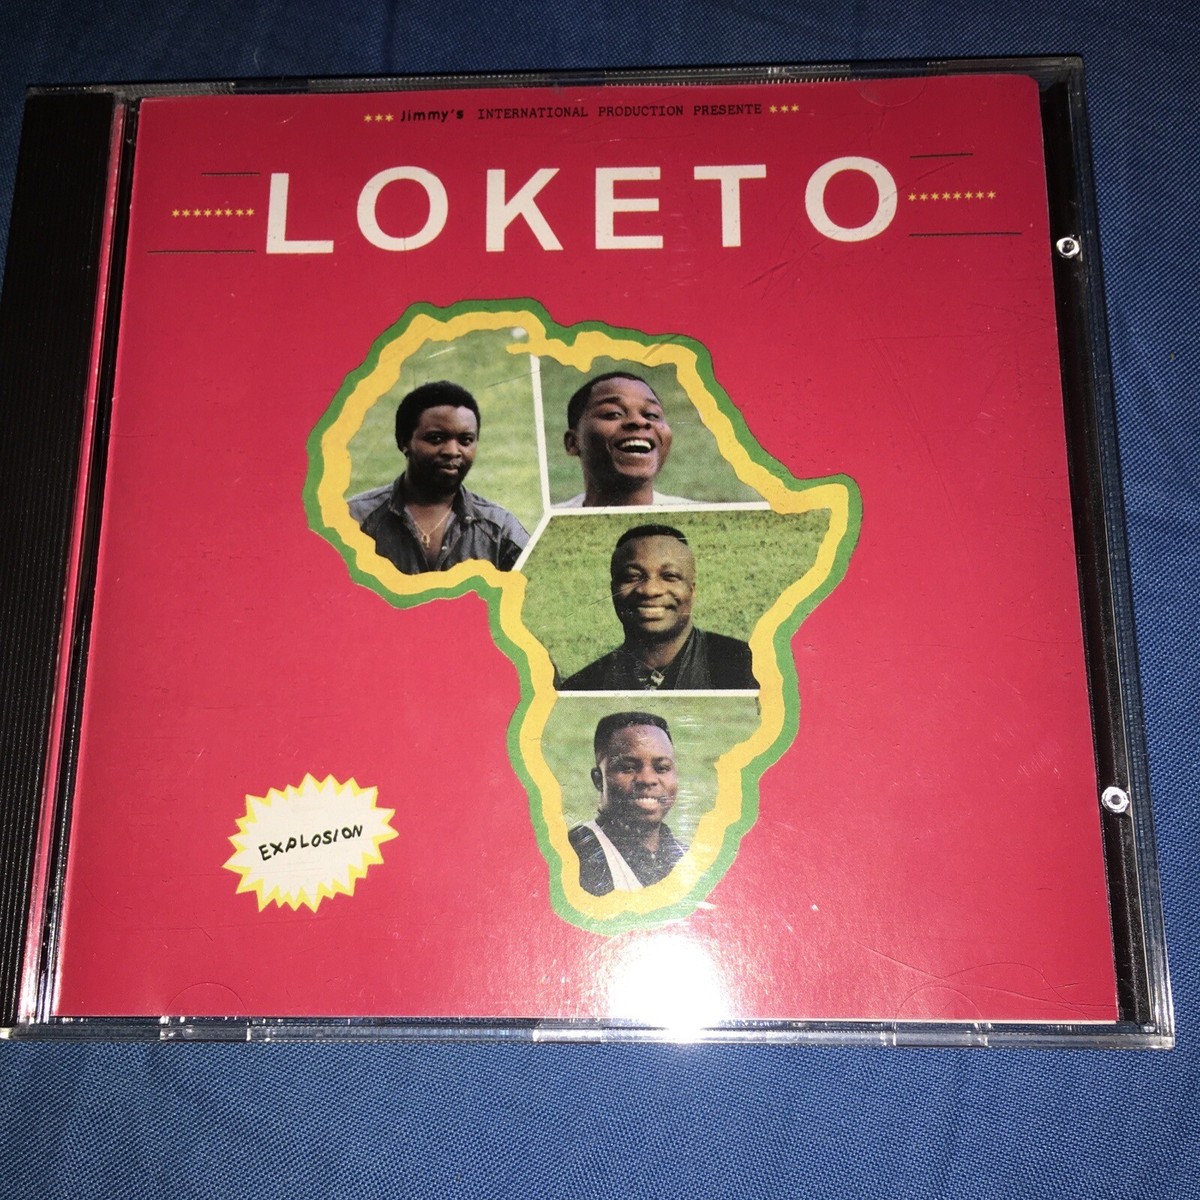 *** Jimmy's INTERNATIONAL PRODUCTION PRESENTE ***
******** LOKETO ********
EXPLOSION